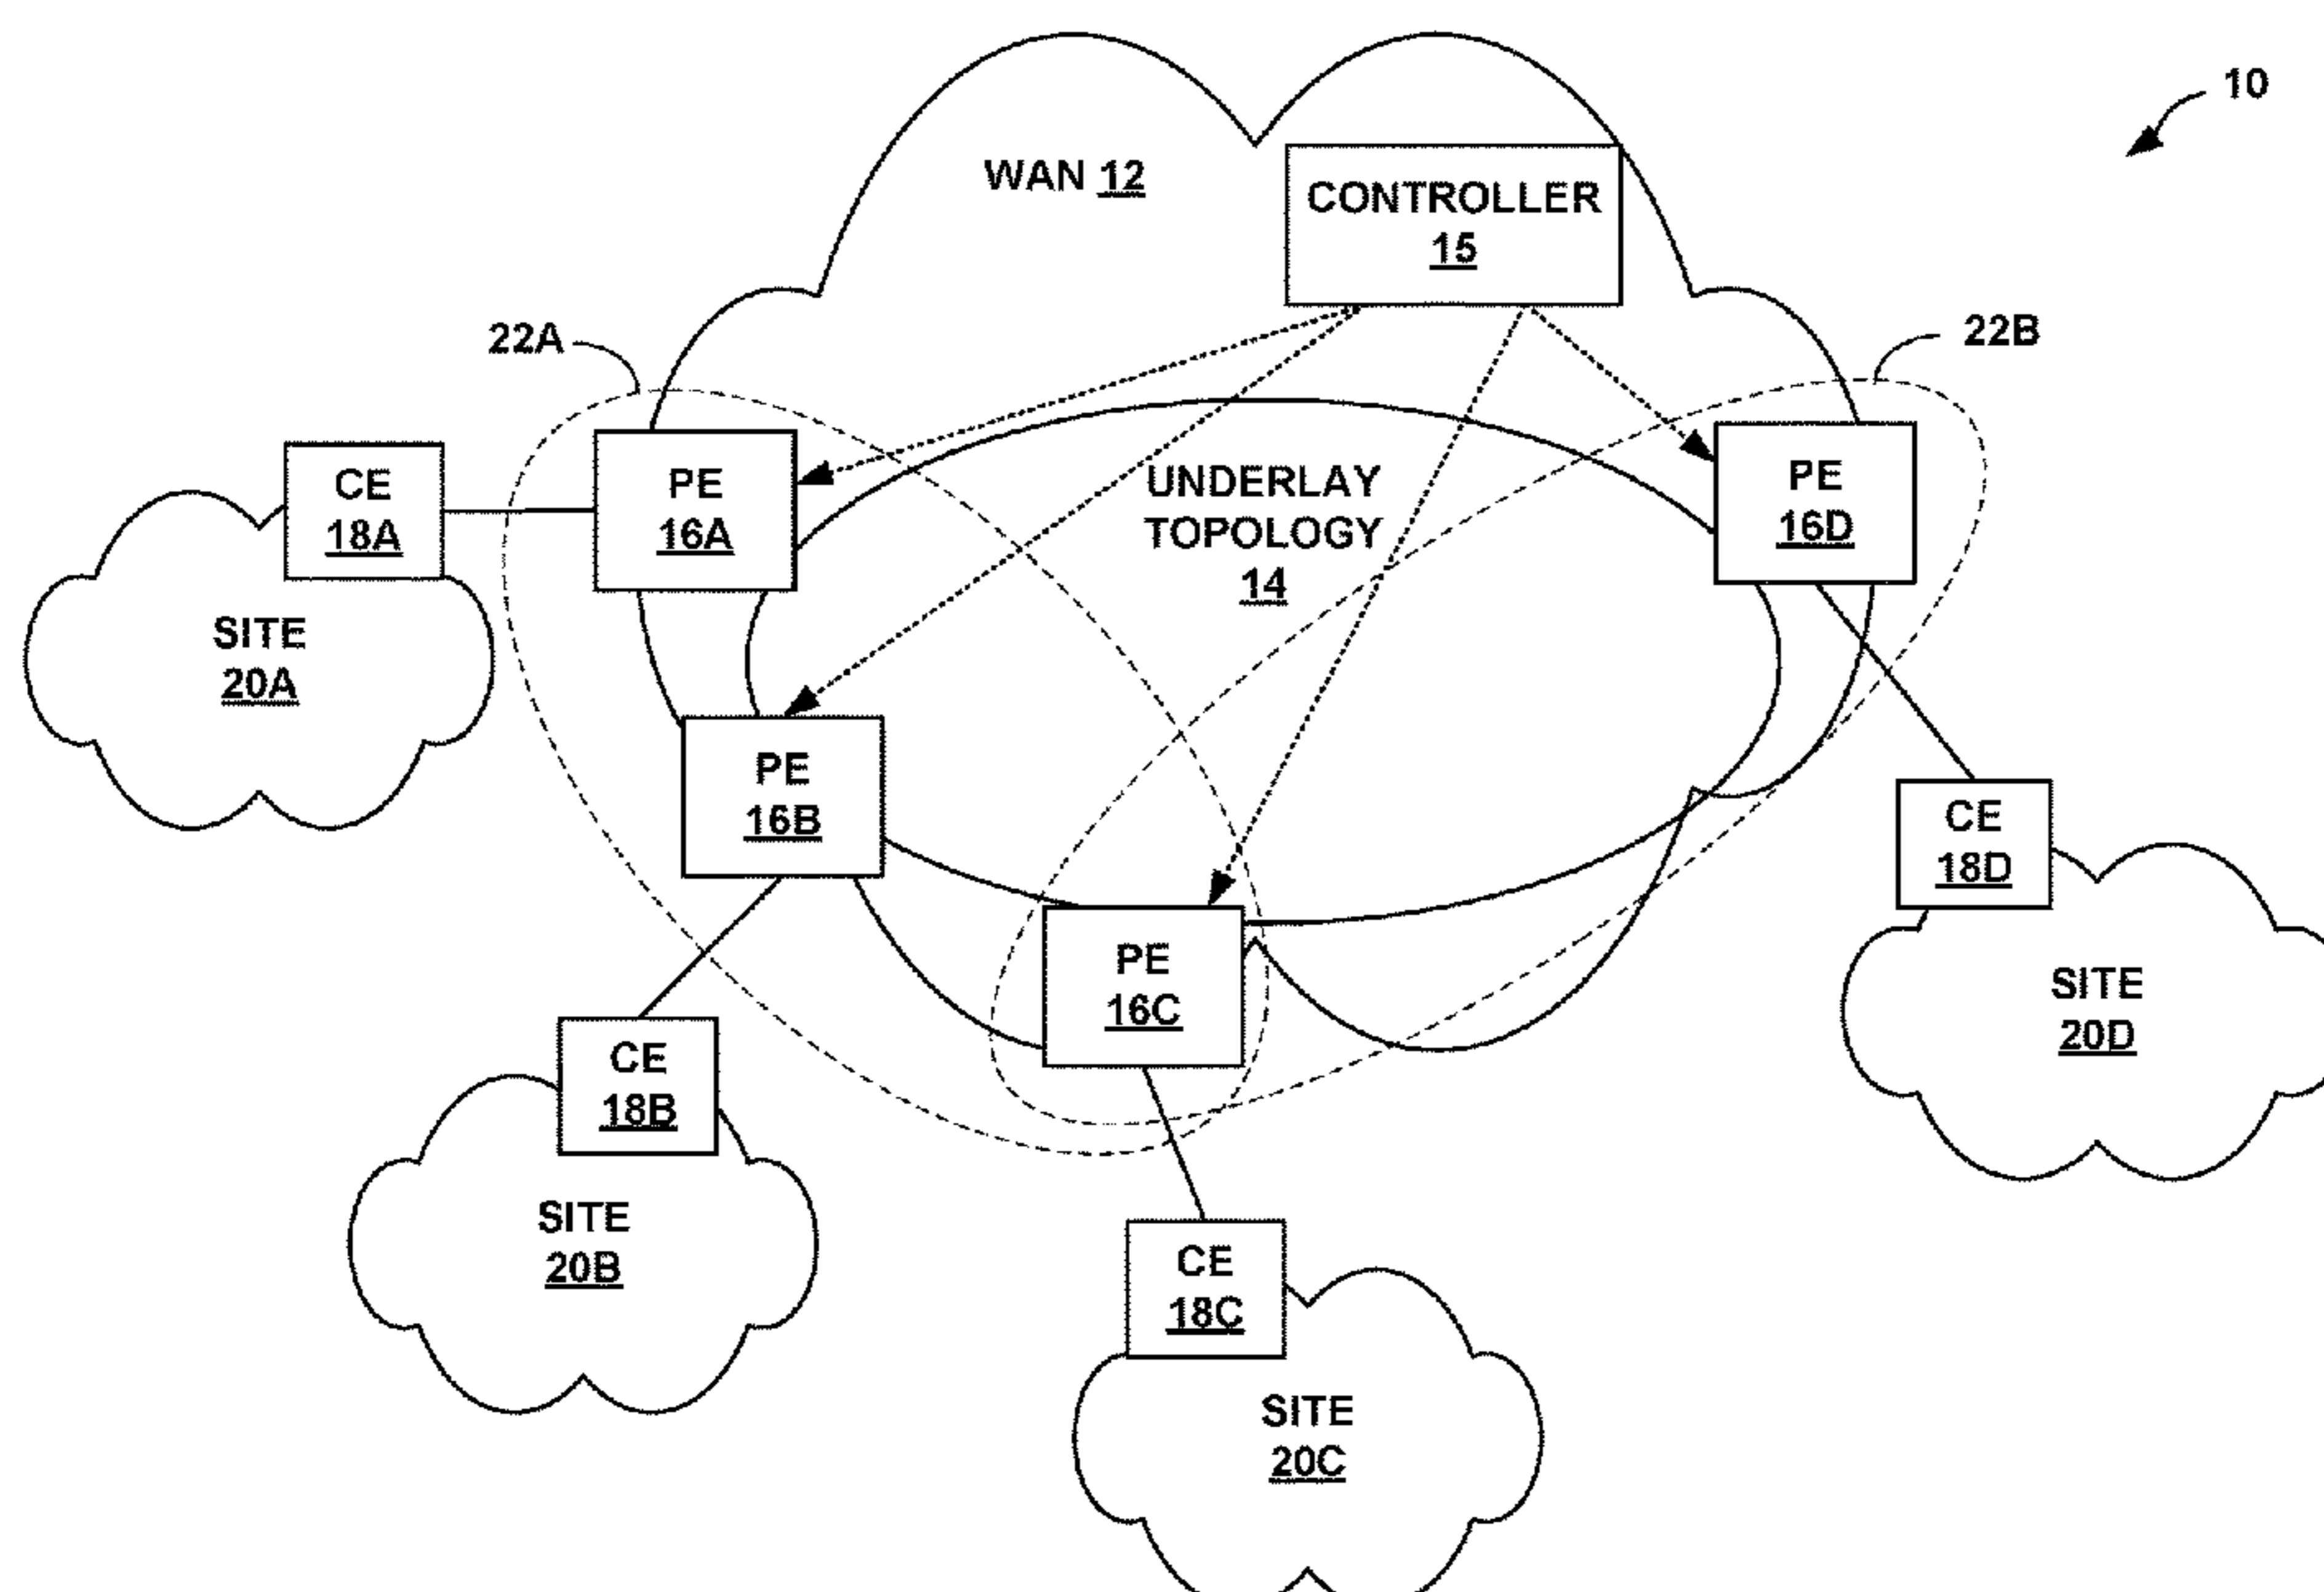 10
WAN 12
CONTROLLER
15
22A
22B
CE
18A
PE
16A
UNDERLAY
TOPOLOGY
14
PE
16D
SITE
20A
PE
16B
CE
18D
PE
16C
SITE
20D
CE
18B
SITE
20B
CE
18C
SITE
20C